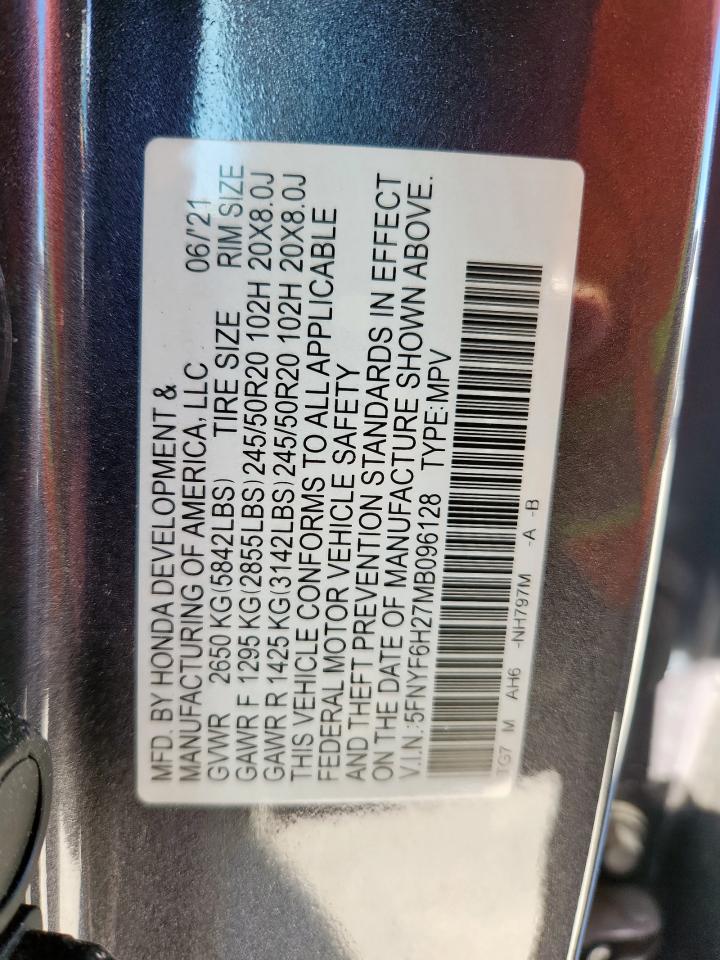 MFD. BY HONDA DEVELOPMENT &
MANUFACTURING OF AMERICA, LLC 06/'21
GVWR 2650 KG(5842LBS) TIRE SIZE RIM SIZE
GAWR F 1295 KG(2855LBS) 245/50R20 102H 20X8.0J
GAWR R 1425 KG(3142LBS) 245/50R20 102H 20X8.0J
THIS VEHICLE CONFORMS TO ALL APPLICABLE
FEDERAL MOTOR VEHICLE SAFETY
AND THEFT PREVENTION STANDARDS IN EFFECT
ON THE DATE OF MANUFACTURE SHOWN ABOVE.
V.I.N.:5FNYF6H27MB096128 TYPE:MPV
TG7 M AH6 -NH797M -A -B